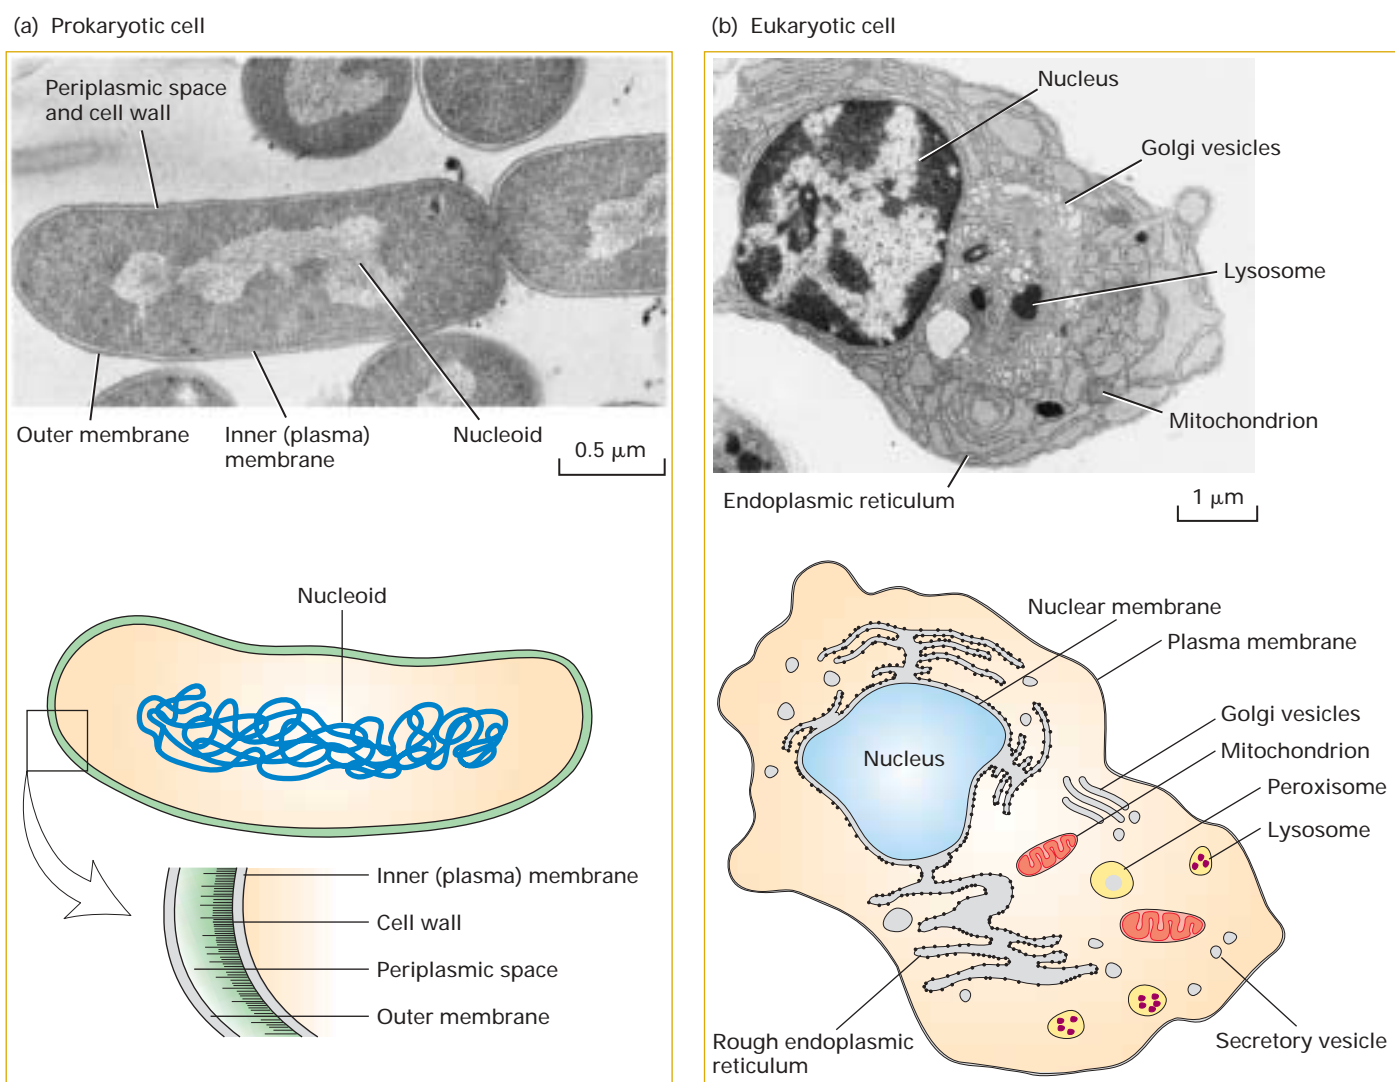 (a) Prokaryotic cell
Periplasmic space
and cell wall
Outer membrane
Inner (plasma)
membrane
Nucleoid
0.5 μm
Nucleoid
Inner (plasma) membrane
Cell wall
Periplasmic space
Outer membrane
(b) Eukaryotic cell
Nucleus
Golgi vesicles
Lysosome
Mitochondrion
Endoplasmic reticulum
1 μm
Nuclear membrane
Plasma membrane
Golgi vesicles
Nucleus
Mitochondrion
Peroxisome
Lysosome
Rough endoplasmic
reticulum
Secretory vesicle